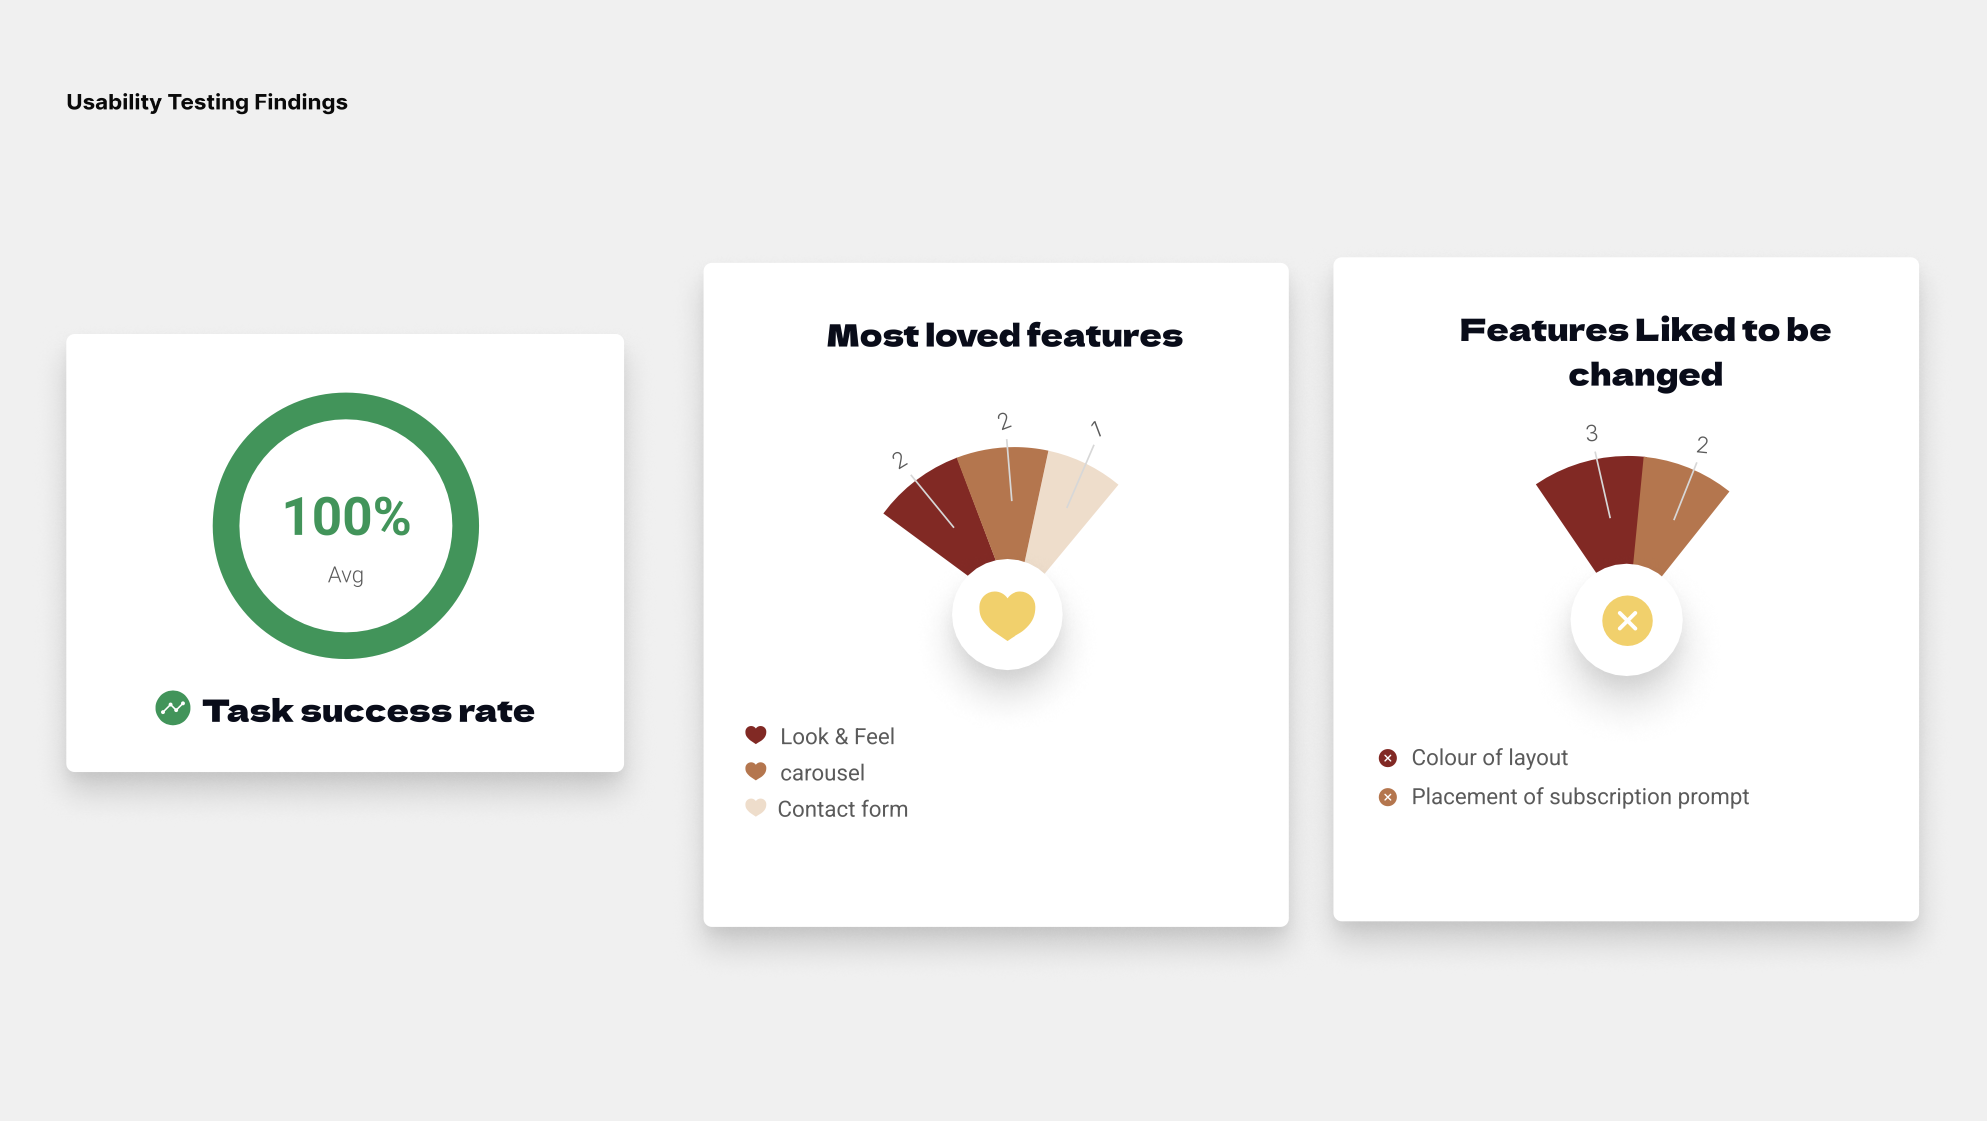 Usability Testing Findings
100%
Avg
Task success rate
Most loved features
2
2
1
Look & Feel
carousel
Contact form
Features Liked to be
changed
3
2
Colour of layout
Placement of subscription prompt